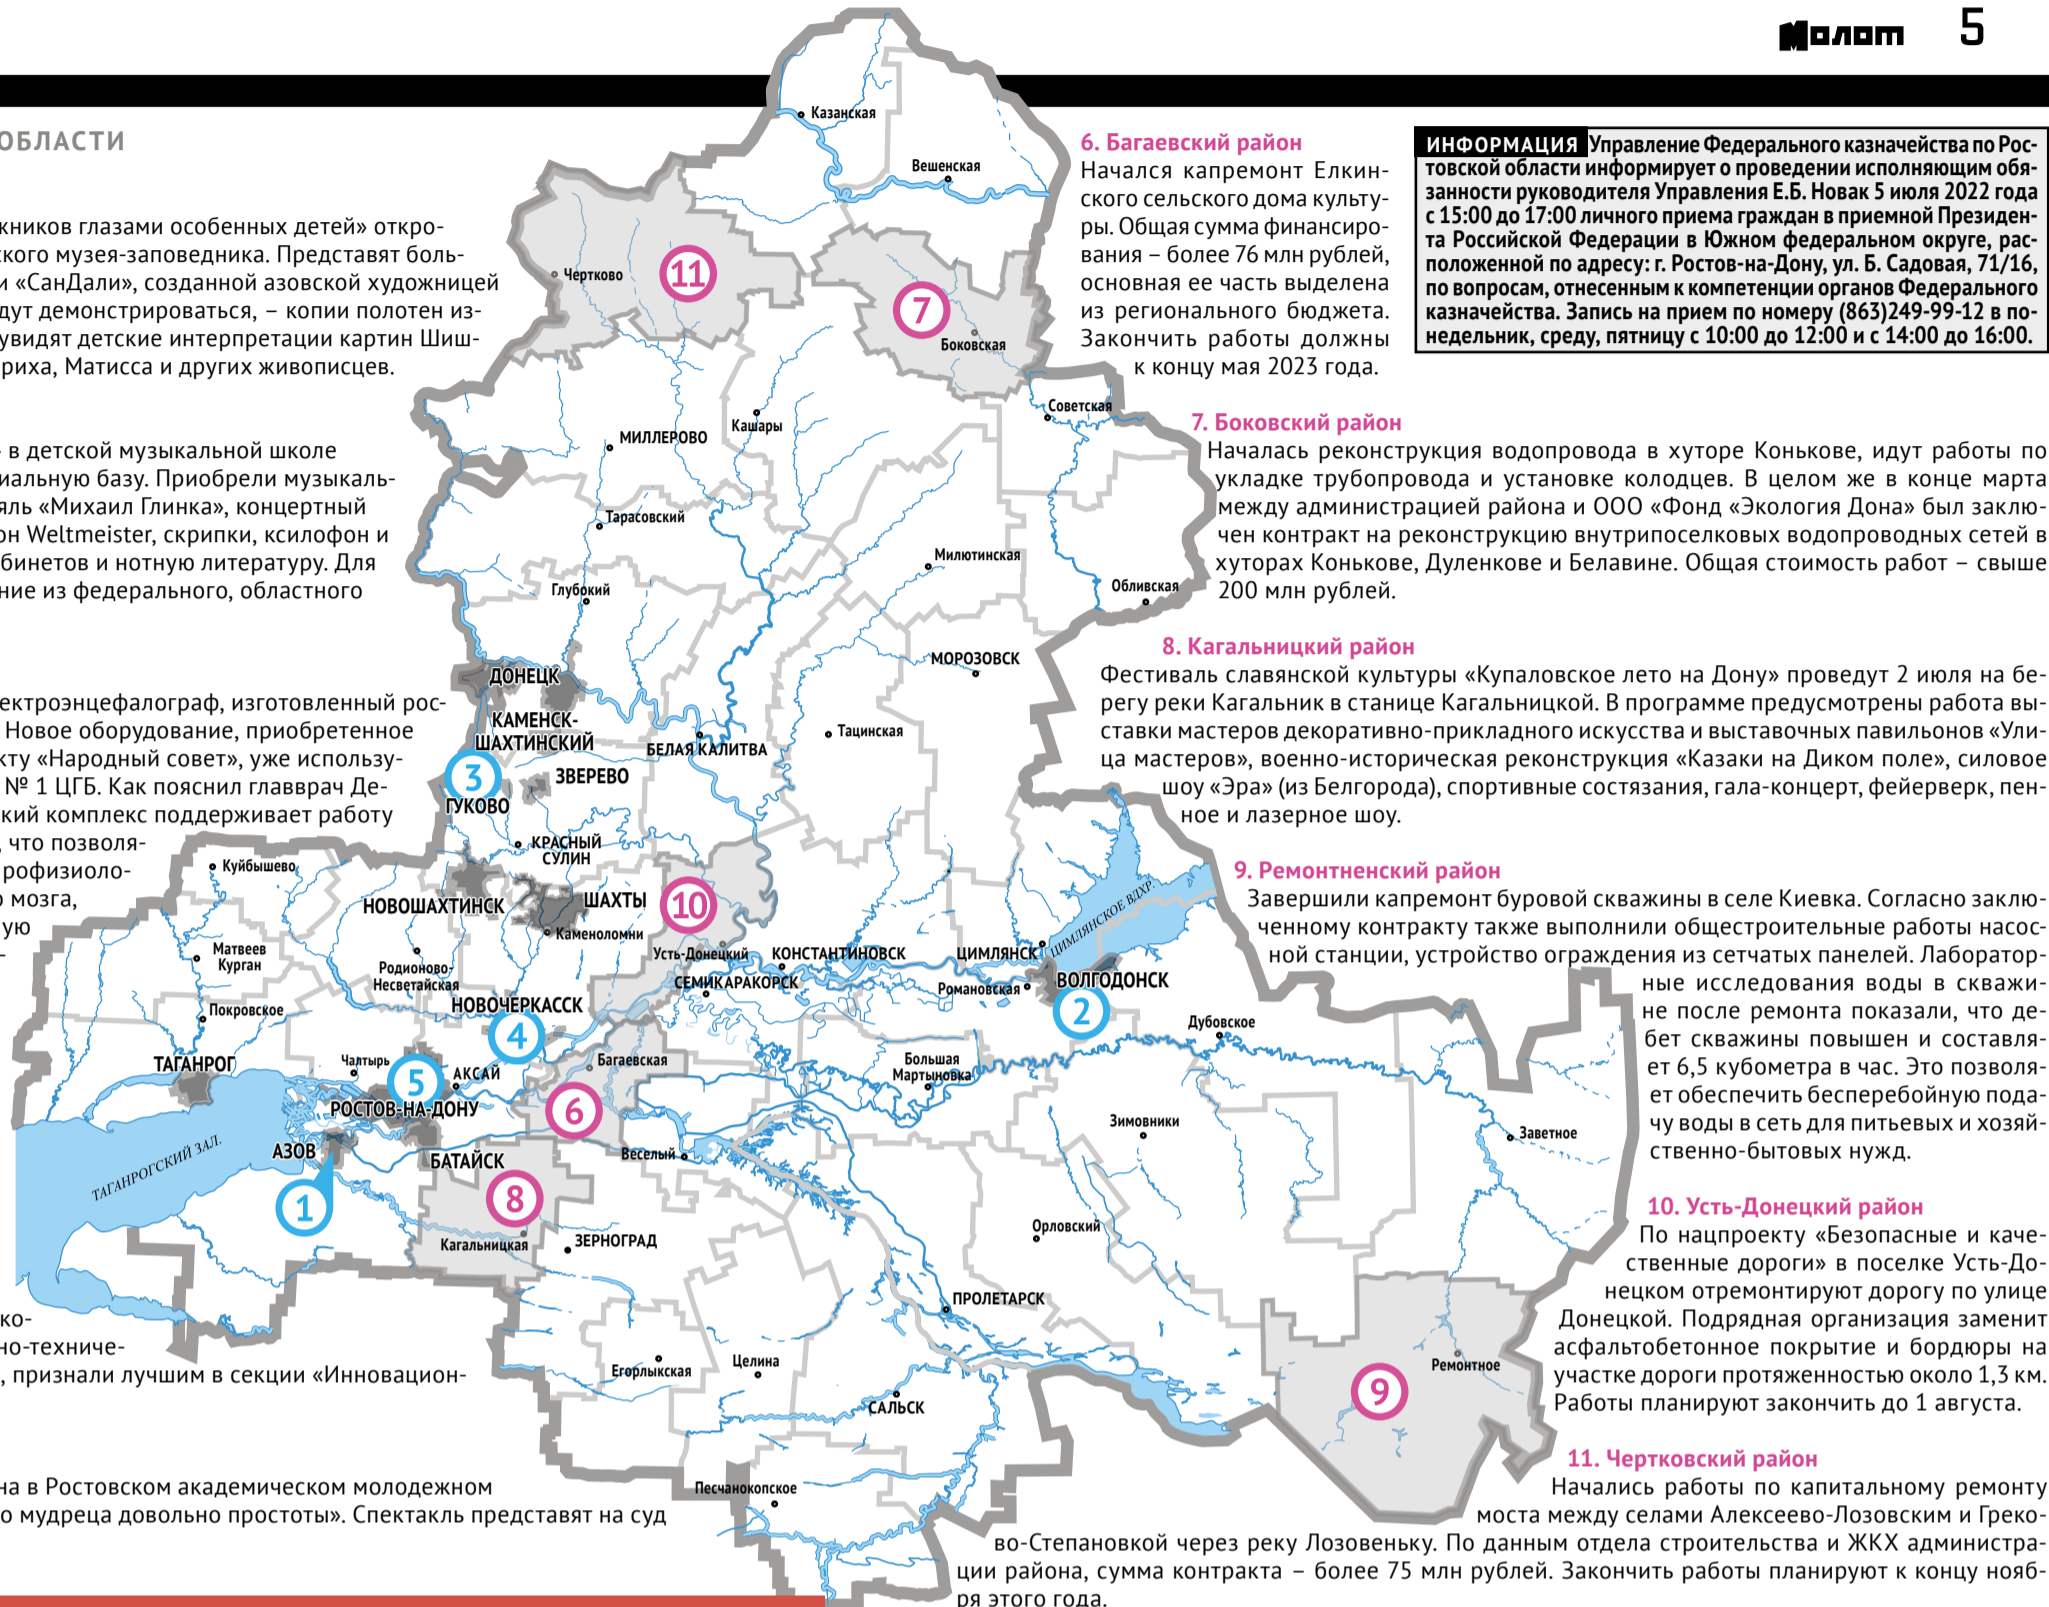 Молот 5
ОБЛАСТИ
жников глазами особенных детей» откро-
ского музея-заповедника. Представят боль-
и «СанДали», созданной азовской художницей
дут демонстрироваться, – копии полотен из-
увидят детские интерпретации картин Шиш-
риха, Матисса и других живописцев.
в детской музыкальной школе
иальную базу. Приобрели музыкаль-
яль «Михаил Глинка», концертный
он Weltmeister, скрипки, ксилофон и
бинетов и нотную литературу. Для
ние из федерального, областного
ектроэнцефалограф, изготовленный рос-
Новое оборудование, приобретенное
кту «Народный совет», уже использу-
№ 1 ЦГБ. Как пояснил главврач Де-
кий комплекс поддерживает работу
, что позволя-
рофизиоло-
о мозга,
ую
-
ко-
но-техниче-
, признали лучшим в секции «Инновацион-
на в Ростовском академическом молодежном
о мудреца довольно простоты». Спектакль представят на суд
Казанская
Вешенская
Чертково
11
7
Боковская
Советская
МИЛЛЕРОВО
Кашары
Тарасовский
Милютинская
Глубокий
Обливская
МОРОЗОВСК
ДОНЕЦК
КАМЕНСК-
ШАХТИНСКИЙ
БЕЛАЯ КАЛИТВА
Тацинская
3
ЗВЕРЕВО
ГУКОВО
КРАСНЫЙ
СУЛИН
Куйбышево
НОВОШАХТИНСК
ШАХТЫ
10
Каменоломни
Матвеев
Курган
Родионово-
Несветайская
Усть-Донецкий
КОНСТАНТИНОВСК
ЦИМЛЯНСК
ЦИМЛЯНСКОЕ ВДХР.
СЕМИКАРАКОРСК
Романовская
ВОЛГОДОНСК
2
Покровское
НОВОЧЕРКАССК
4
Дубовское
ТАГАНРОГ
Чалтырь
5
АКСАЙ
Багаевская
Большая
Мартыновка
РОСТОВ-НА-ДОНУ
6
Зимовники
Заветное
ТАГАНРОГСКИЙ ЗАЛ.
АЗОВ
БАТАЙСК
Веселый
1
8
Кагальницкая
ЗЕРНОГРАД
Орловский
ПРОЛЕТАРСК
Егорлыкская
Целина
САЛЬСК
9
Ремонтное
Песчанокопское
6. Багаевский район
Начался капремонт Елкин-
ского сельского дома культу-
ры. Общая сумма финансиро-
вания – более 76 млн рублей,
основная ее часть выделена
из регионального бюджета.
Закончить работы должны
к концу мая 2023 года.
ИНФОРМАЦИЯ Управление Федерального казначейства по Рос-
товской области информирует о проведении исполняющим обя-
занности руководителя Управления Е.Б. Новак 5 июля 2022 года
с 15:00 до 17:00 личного приема граждан в приемной Президен-
та Российской Федерации в Южном федеральном округе, рас-
положенной по адресу: г. Ростов-на-Дону, ул. Б. Садовая, 71/16,
по вопросам, отнесенным к компетенции органов Федерального
казначейства. Запись на прием по номеру (863)249-99-12 в по-
недельник, среду, пятницу с 10:00 до 12:00 и с 14:00 до 16:00.
7. Боковский район
Началась реконструкция водопровода в хуторе Конькове, идут работы по
укладке трубопровода и установке колодцев. В целом же в конце марта
между администрацией района и ООО «Фонд «Экология Дона» был заклю-
чен контракт на реконструкцию внутрипоселковых водопроводных сетей в
хуторах Конькове, Дуленкове и Белавине. Общая стоимость работ – свыше
200 млн рублей.
8. Кагальницкий район
Фестиваль славянской культуры «Купаловское лето на Дону» проведут 2 июля на бе-
регу реки Кагальник в станице Кагальницкой. В программе предусмотрены работа вы-
ставки мастеров декоративно-прикладного искусства и выставочных павильонов «Ули-
ца мастеров», военно-историческая реконструкция «Казаки на Диком поле», силовое
шоу «Эра» (из Белгорода), спортивные состязания, гала-концерт, фейерверк, пен-
ное и лазерное шоу.
9. Ремонтненский район
Завершили капремонт буровой скважины в селе Киевка. Согласно заклю-
ченному контракту также выполнили общестроительные работы насос-
ной станции, устройство ограждения из сетчатых панелей. Лаборатор-
ные исследования воды в скважи-
не после ремонта показали, что де-
бет скважины повышен и составля-
ет 6,5 кубометра в час. Это позволя-
ет обеспечить бесперебойную пода-
чу воды в сеть для питьевых и хозяй-
ственно-бытовых нужд.
10. Усть-Донецкий район
По нацпроекту «Безопасные и каче-
ственные дороги» в поселке Усть-До-
нецком отремонтируют дорогу по улице
Донецкой. Подрядная организация заменит
асфальтобетонное покрытие и бордюры на
участке дороги протяженностью около 1,3 км.
Работы планируют закончить до 1 августа.
11. Чертковский район
Начались работы по капитальному ремонту
моста между селами Алексеево-Лозовским и Греко-
во-Степановкой через реку Лозовеньку. По данным отдела строительства и ЖКХ администра-
ции района, сумма контракта – более 75 млн рублей. Закончить работы планируют к концу нояб-
ря этого года.